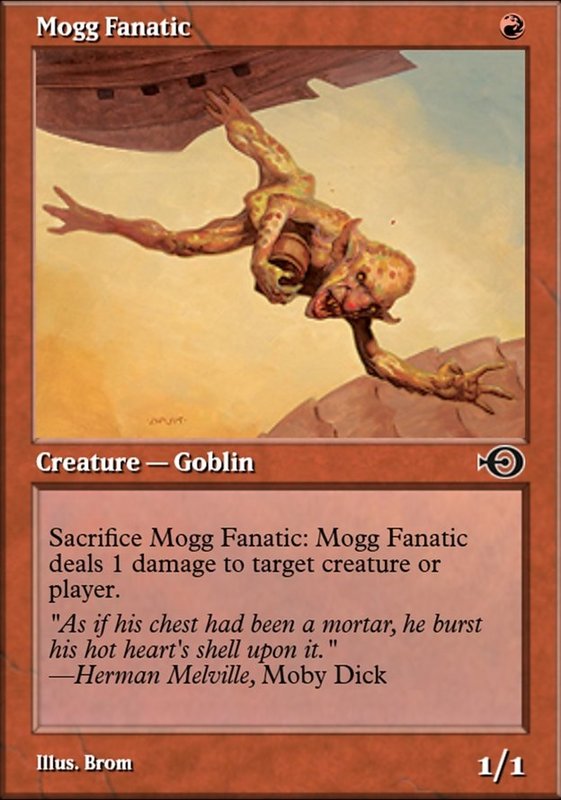 Mogg Fanatic
Creature — Goblin
Sacrifice Mogg Fanatic: Mogg Fanatic
deals 1 damage to target creature or
player.
"As if his chest had been a mortar, he burst
his hot heart's shell upon it."
—Herman Melville, Moby Dick
Illus. Brom
1/1